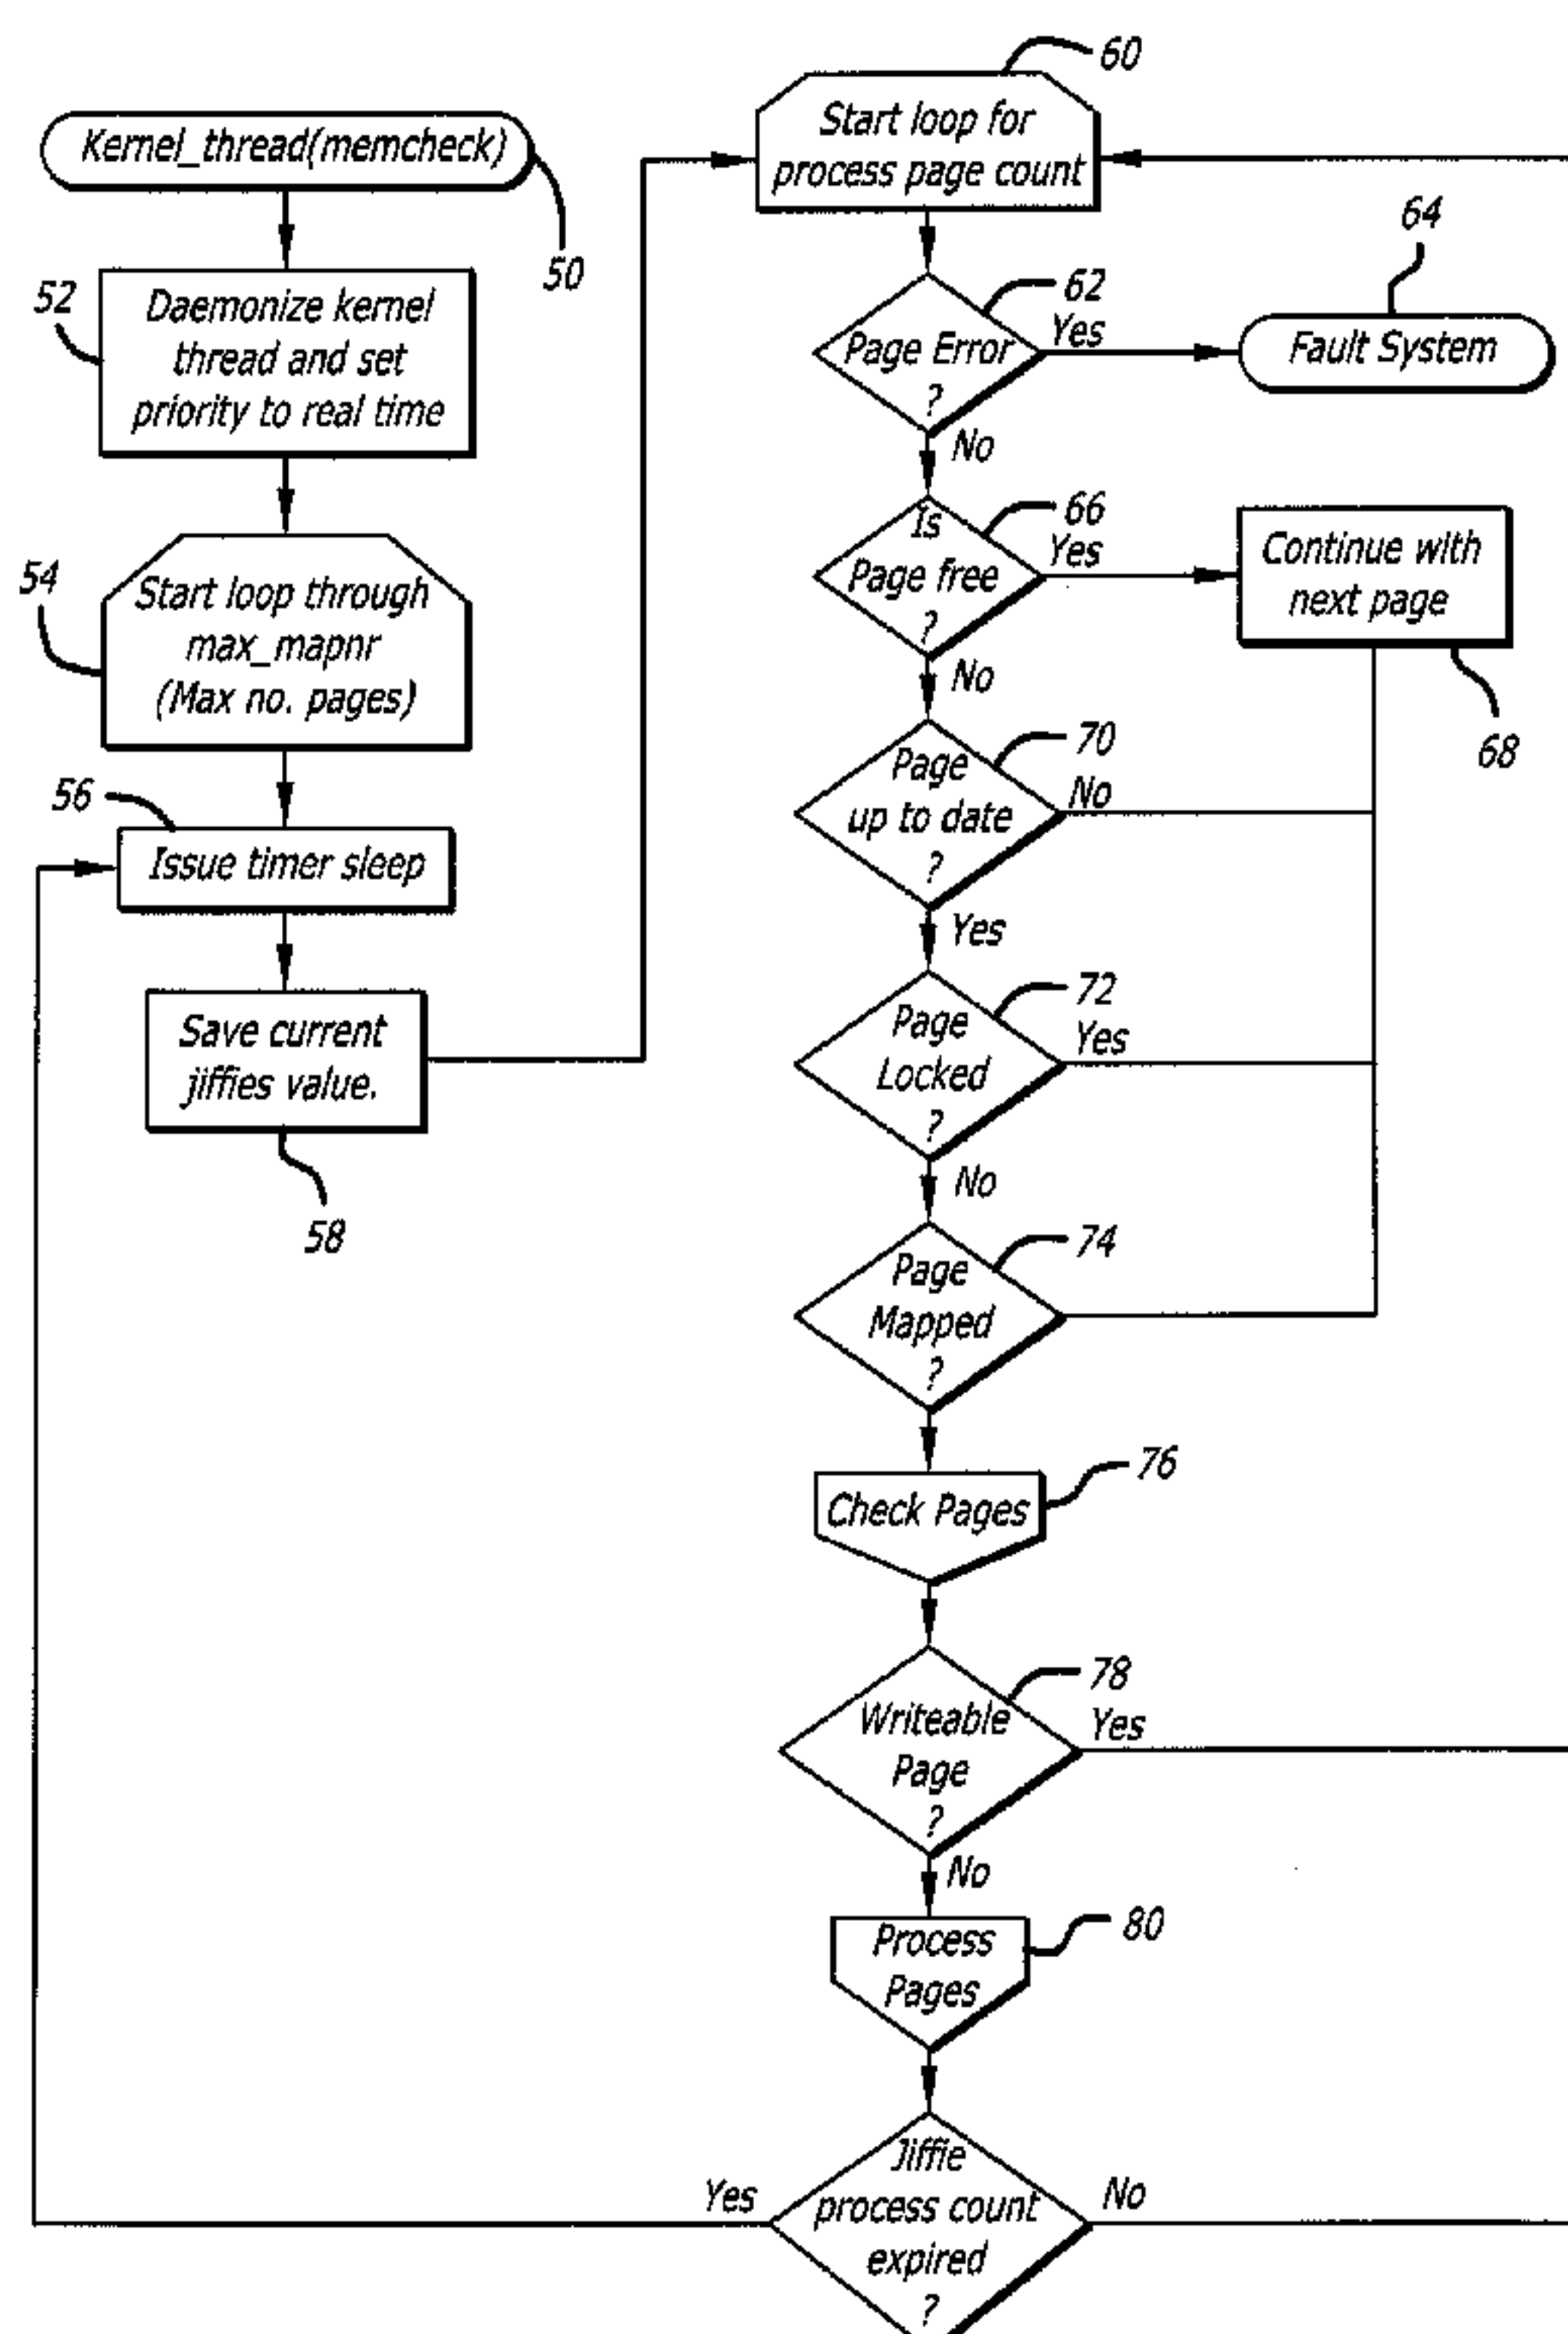 Kernel_thread(memcheck)
50
52
Daemonize kernel
thread and set
priority to real time
54
Start loop through
max_mapnr
(Max no. pages)
56
Issue timer sleep
Save current
jiffies value.
58
60
Start loop for
process page count
62
Page Error
?
Yes
No
64
Fault System
66
Is
Page free
?
Yes
No
Continue with
next page
68
70
Page
up to date
?
No
Yes
72
Page
Locked
?
Yes
No
74
Page
Mapped
?
76
Check Pages
78
Writeable
Page
?
Yes
No
80
Process
Pages
Jiffie
process count
expired
?
Yes
No